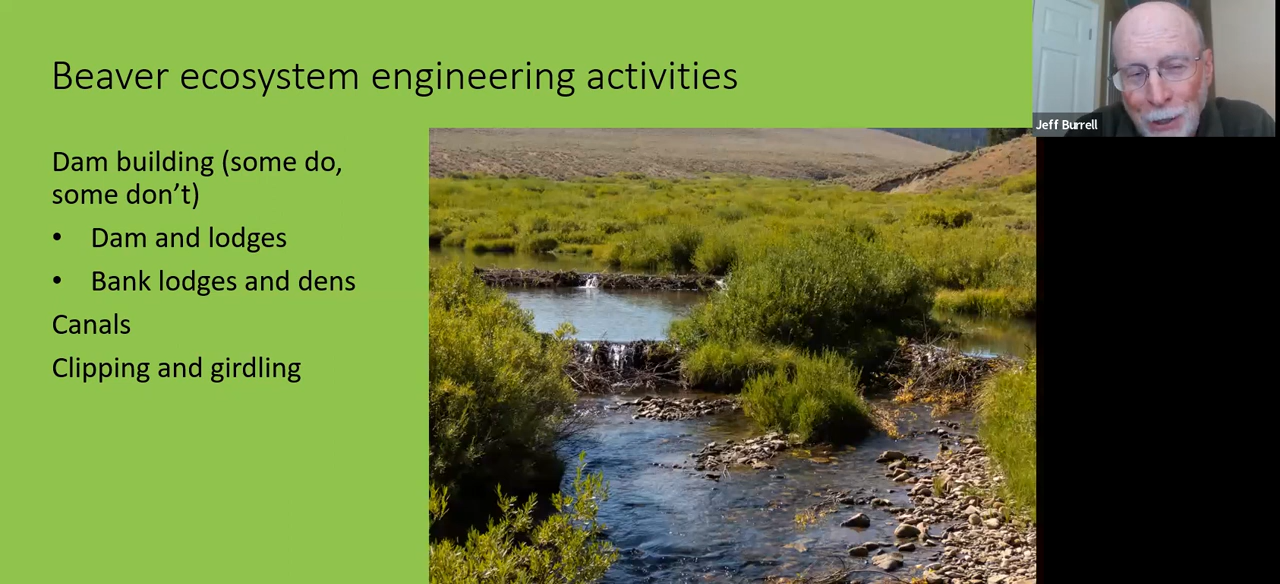 Beaver ecosystem engineering activities
Jeff Burrell
Dam building (some do,
some don’t)
• Dam and lodges
• Bank lodges and dens
Canals
Clipping and girdling